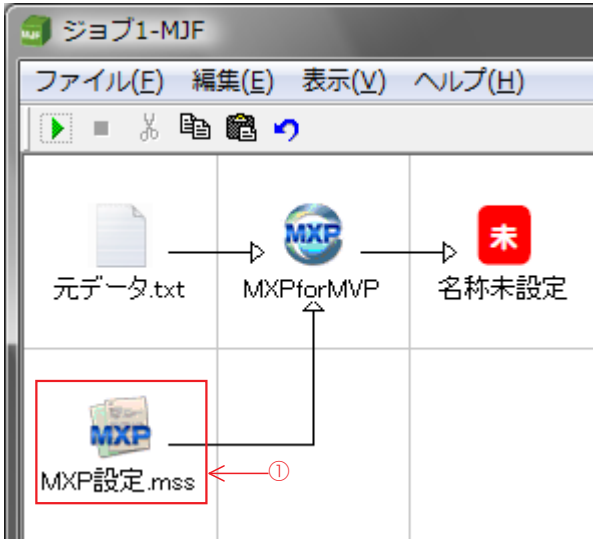 ジョブ1-MJF
ファイル(F) 編集(E) 表示(V) ヘルプ(H)
MXP
未
元データ.txt
MXPforMVP
名称未設定
MXP
MXP設定.mss
①